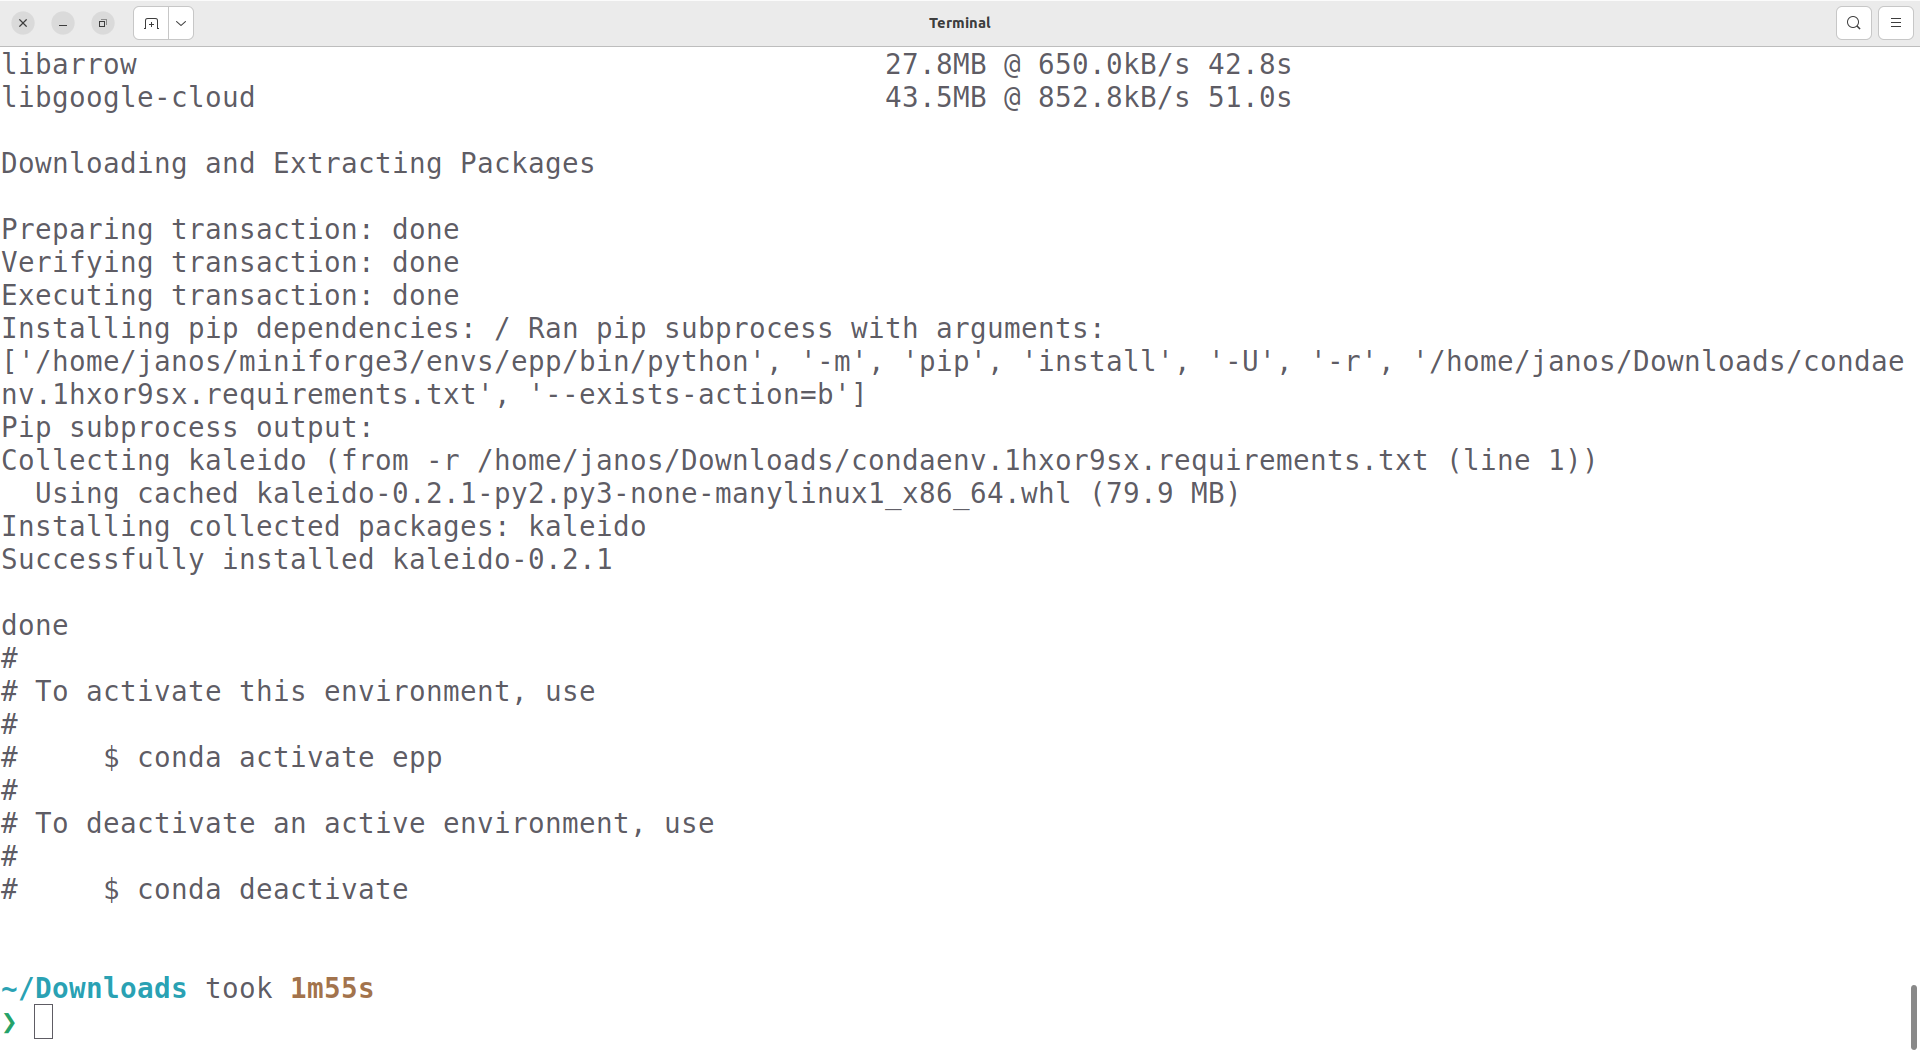 Terminal
libarrow 27.8MB @ 650.0kB/s 42.8s
libgoogle-cloud 43.5MB @ 852.8kB/s 51.0s
Downloading and Extracting Packages
Preparing transaction: done
Verifying transaction: done
Executing transaction: done
Installing pip dependencies: / Ran pip subprocess with arguments:
['/home/janos/miniforge3/envs/epp/bin/python', '-m', 'pip', 'install', '-U', '-r', '/home/janos/Downloads/condae
nv.1hxor9sx.requirements.txt', '--exists-action=b']
Pip subprocess output:
Collecting kaleido (from -r /home/janos/Downloads/condaenv.1hxor9sx.requirements.txt (line 1))
  Using cached kaleido-0.2.1-py2.py3-none-manylinux1_x86_64.whl (79.9 MB)
Installing collected packages: kaleido
Successfully installed kaleido-0.2.1
done
#
# To activate this environment, use
#
#     $ conda activate epp
#
# To deactivate an active environment, use
#
#     $ conda deactivate
~/Downloads took 1m55s
❯